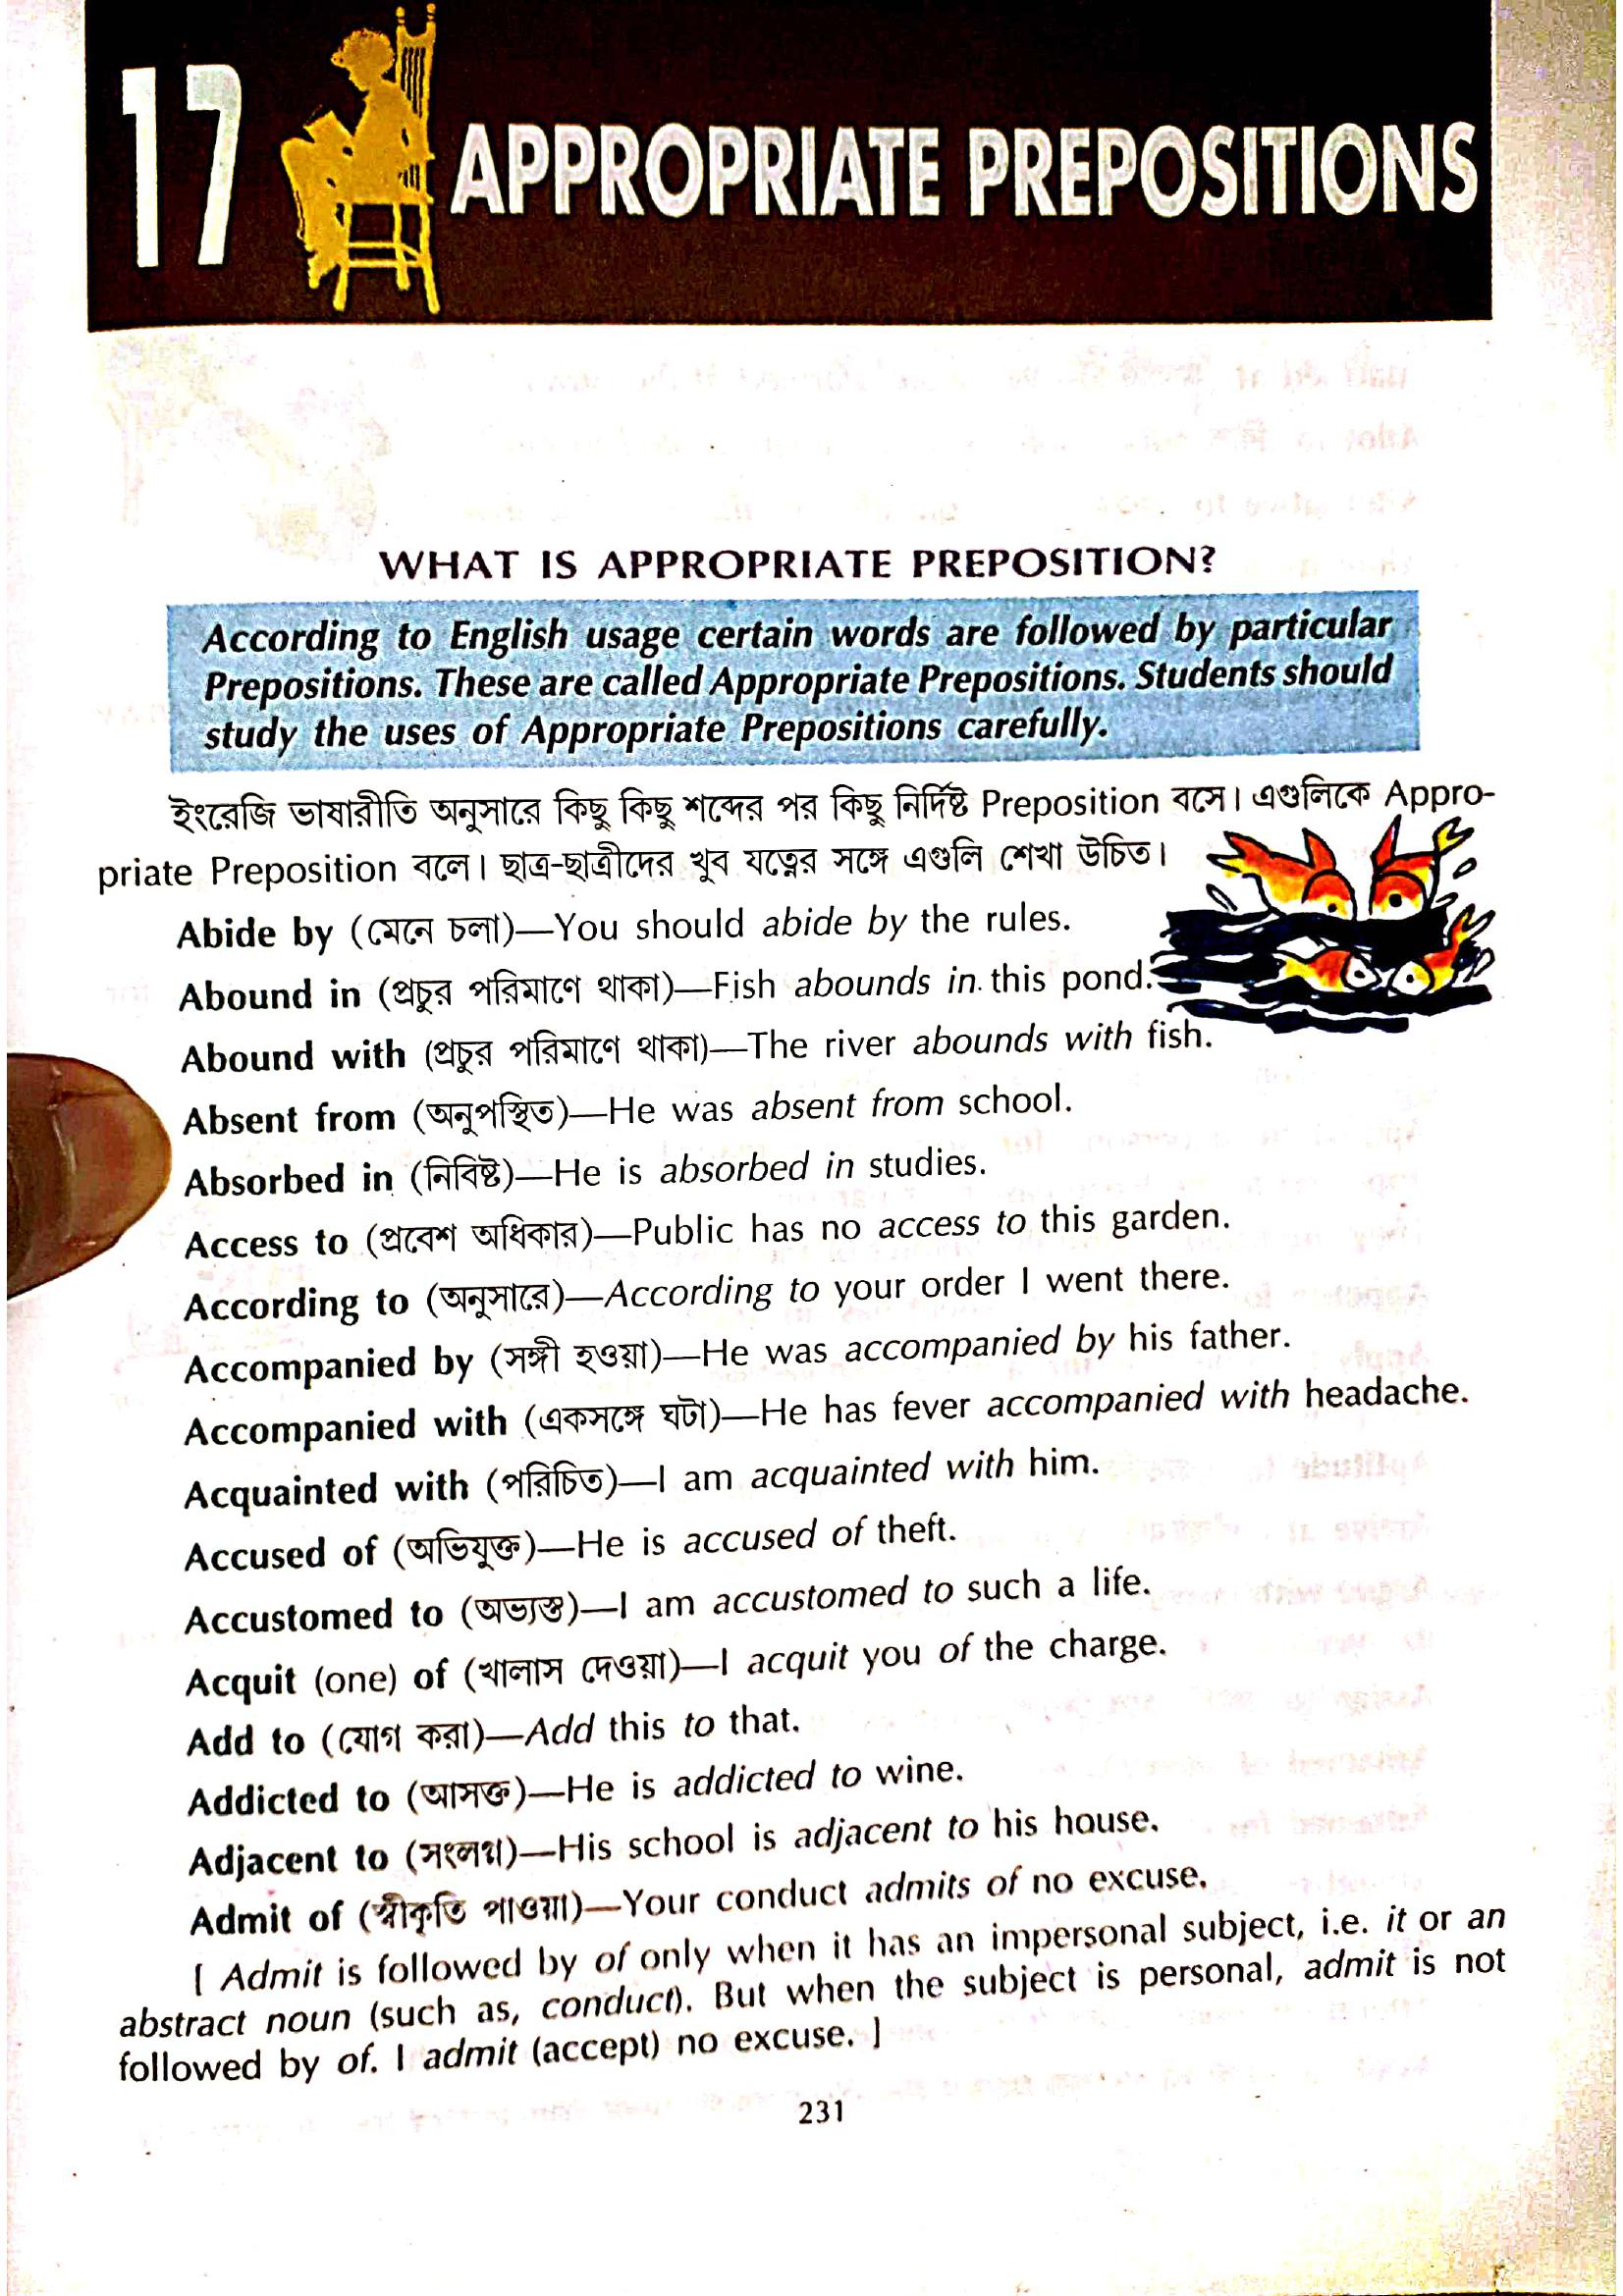 17 APPROPRIATE PREPOSITIONS
WHAT IS APPROPRIATE PREPOSITION?
According to English usage certain words are followed by particular
Prepositions. These are called Appropriate Prepositions. Students should
study the uses of Appropriate Prepositions carefully.
ইংরেজি ভাষারীতি অনুসারে কিছু কিছু শব্দের পর কিছু নির্দিষ্ট Preposition বসে। এগুলিকে Appro-
priate Preposition বলে। ছাত্র-ছাত্রীদের খুব যত্নের সঙ্গে এগুলি শেখা উচিত।
Abide by (মেনে চলা)—You should abide by the rules.
Abound in (প্রচুর পরিমাণে থাকা)—Fish abounds in this pond.
Abound with (প্রচুর পরিমাণে থাকা)—The river abounds with fish.
Absent from (অনুপস্থিত)—He was absent from school.
Absorbed in (নিবিষ্ট)—He is absorbed in studies.
Access to (প্রবেশ অধিকার)—Public has no access to this garden.
According to (অনুসারে)—According to your order I went there.
Accompanied by (সঙ্গী হওয়া)—He was accompanied by his father.
Accompanied with (একসঙ্গে ঘটা)—He has fever accompanied with headache.
Acquainted with (পরিচিত)—I am acquainted with him.
Accused of (অভিযুক্ত)—He is accused of theft.
Accustomed to (অভ্যস্ত)—I am accustomed to such a life.
Acquit (one) of (খালাস দেওয়া)—I acquit you of the charge.
Add to (যোগ করা)—Add this to that.
Addicted to (আসক্ত)—He is addicted to wine.
Adjacent to (সংলগ্ন)—His school is adjacent to his house.
Admit of (স্বীকৃতি পাওয়া)—Your conduct admits of no excuse.
[ Admit is followed by of only when it has an impersonal subject, i.e. it or an
abstract noun (such as, conduct). But when the subject is personal, admit is not
followed by of. I admit (accept) no excuse. ]
231